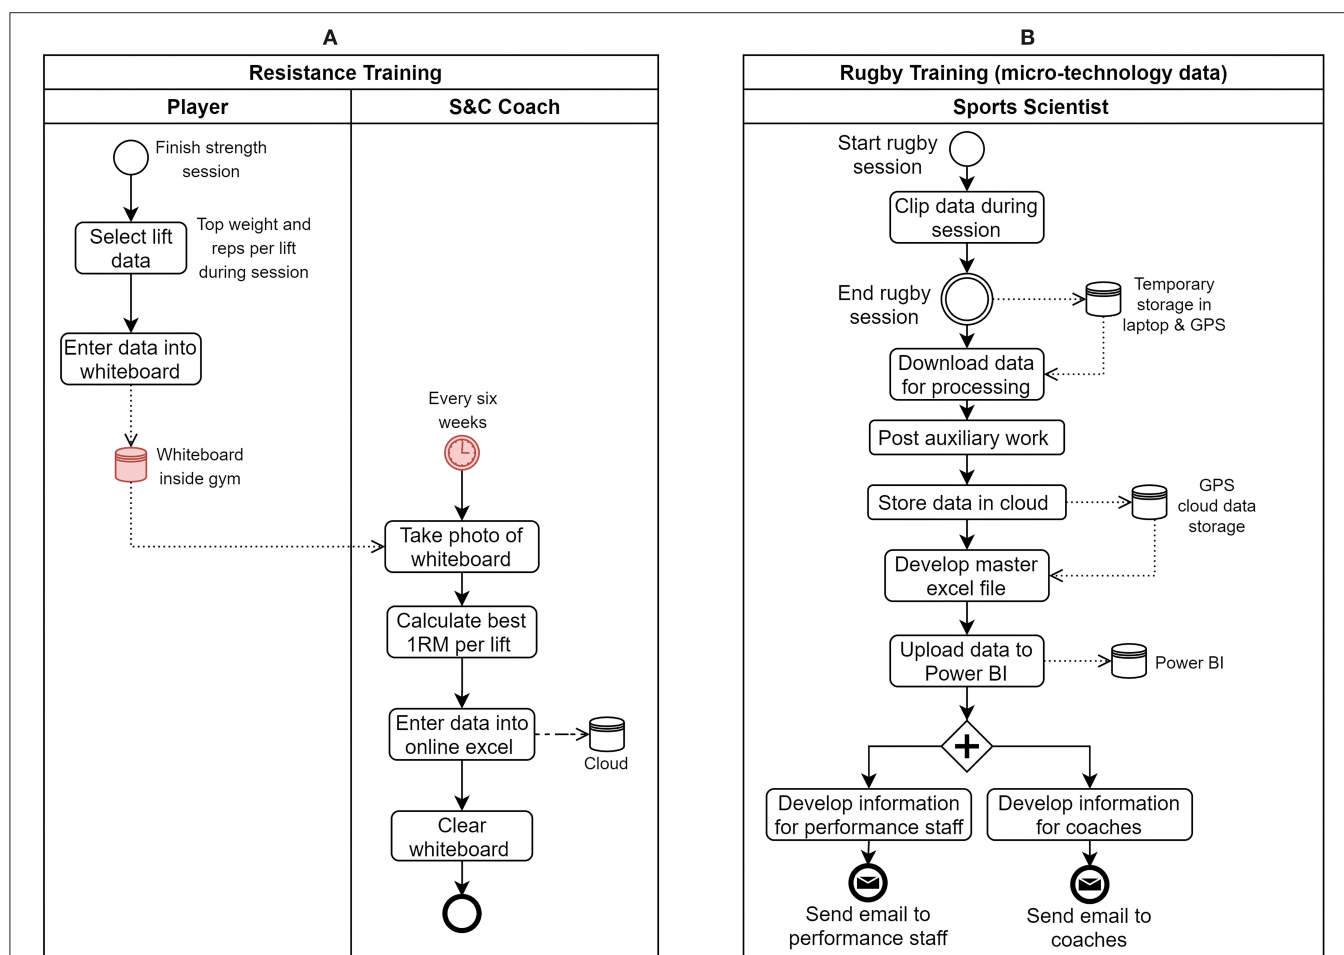 A
Resistance Training
Player
S&C Coach
Finish strength
session
Select lift
data
Top weight and
reps per lift
during session
Enter data into
whiteboard
Whiteboard
inside gym
Every six
weeks
Take photo of
whiteboard
Calculate best
1RM per lift
Enter data into
online excel
Cloud
Clear
whiteboard
B
Rugby Training (micro-technology data)
Sports Scientist
Start rugby
session
Clip data during
session
End rugby
session
Temporary
storage in
laptop & GPS
Download data
for processing
Post auxiliary work
Store data in cloud
GPS
cloud data
storage
Develop master
excel file
Upload data to
Power BI
Power BI
Develop information
for performance staff
Develop information
for coaches
Send email to
performance staff
Send email to
coaches